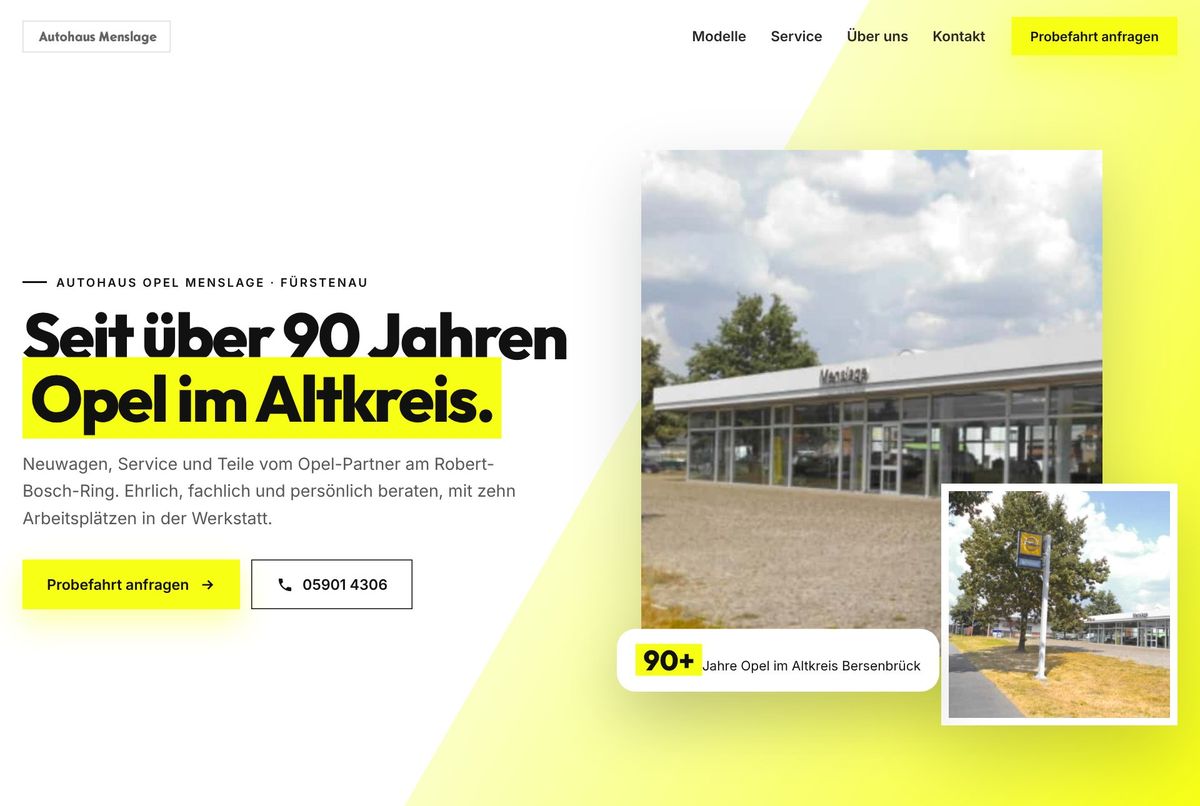 Autohaus Menslage
Modelle Service Über uns Kontakt Probefahrt anfragen
AUTOHAUS OPEL MENSLAGE · FÜRSTENAU
Seit über 90 Jahren
Opel im Altkreis.
Neuwagen, Service und Teile vom Opel-Partner am Robert-
Bosch-Ring. Ehrlich, fachlich und persönlich beraten, mit zehn
Arbeitsplätzen in der Werkstatt.
Probefahrt anfragen →
05901 4306
Menslage
Menslage
90+ Jahre Opel im Altkreis Bersenbrück